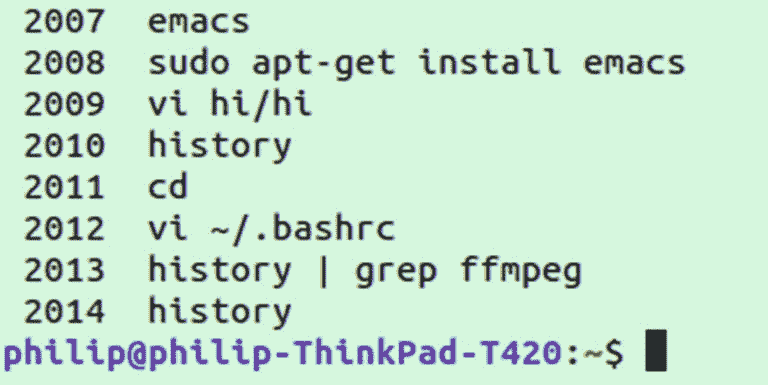 2007  emacs
2008  sudo apt-get install emacs
2009  vi hi/hi
2010  history
2011  cd
2012  vi ~/.bashrc
2013  history | grep ffmpeg
2014  history
philip@philip-ThinkPad-T420:~$